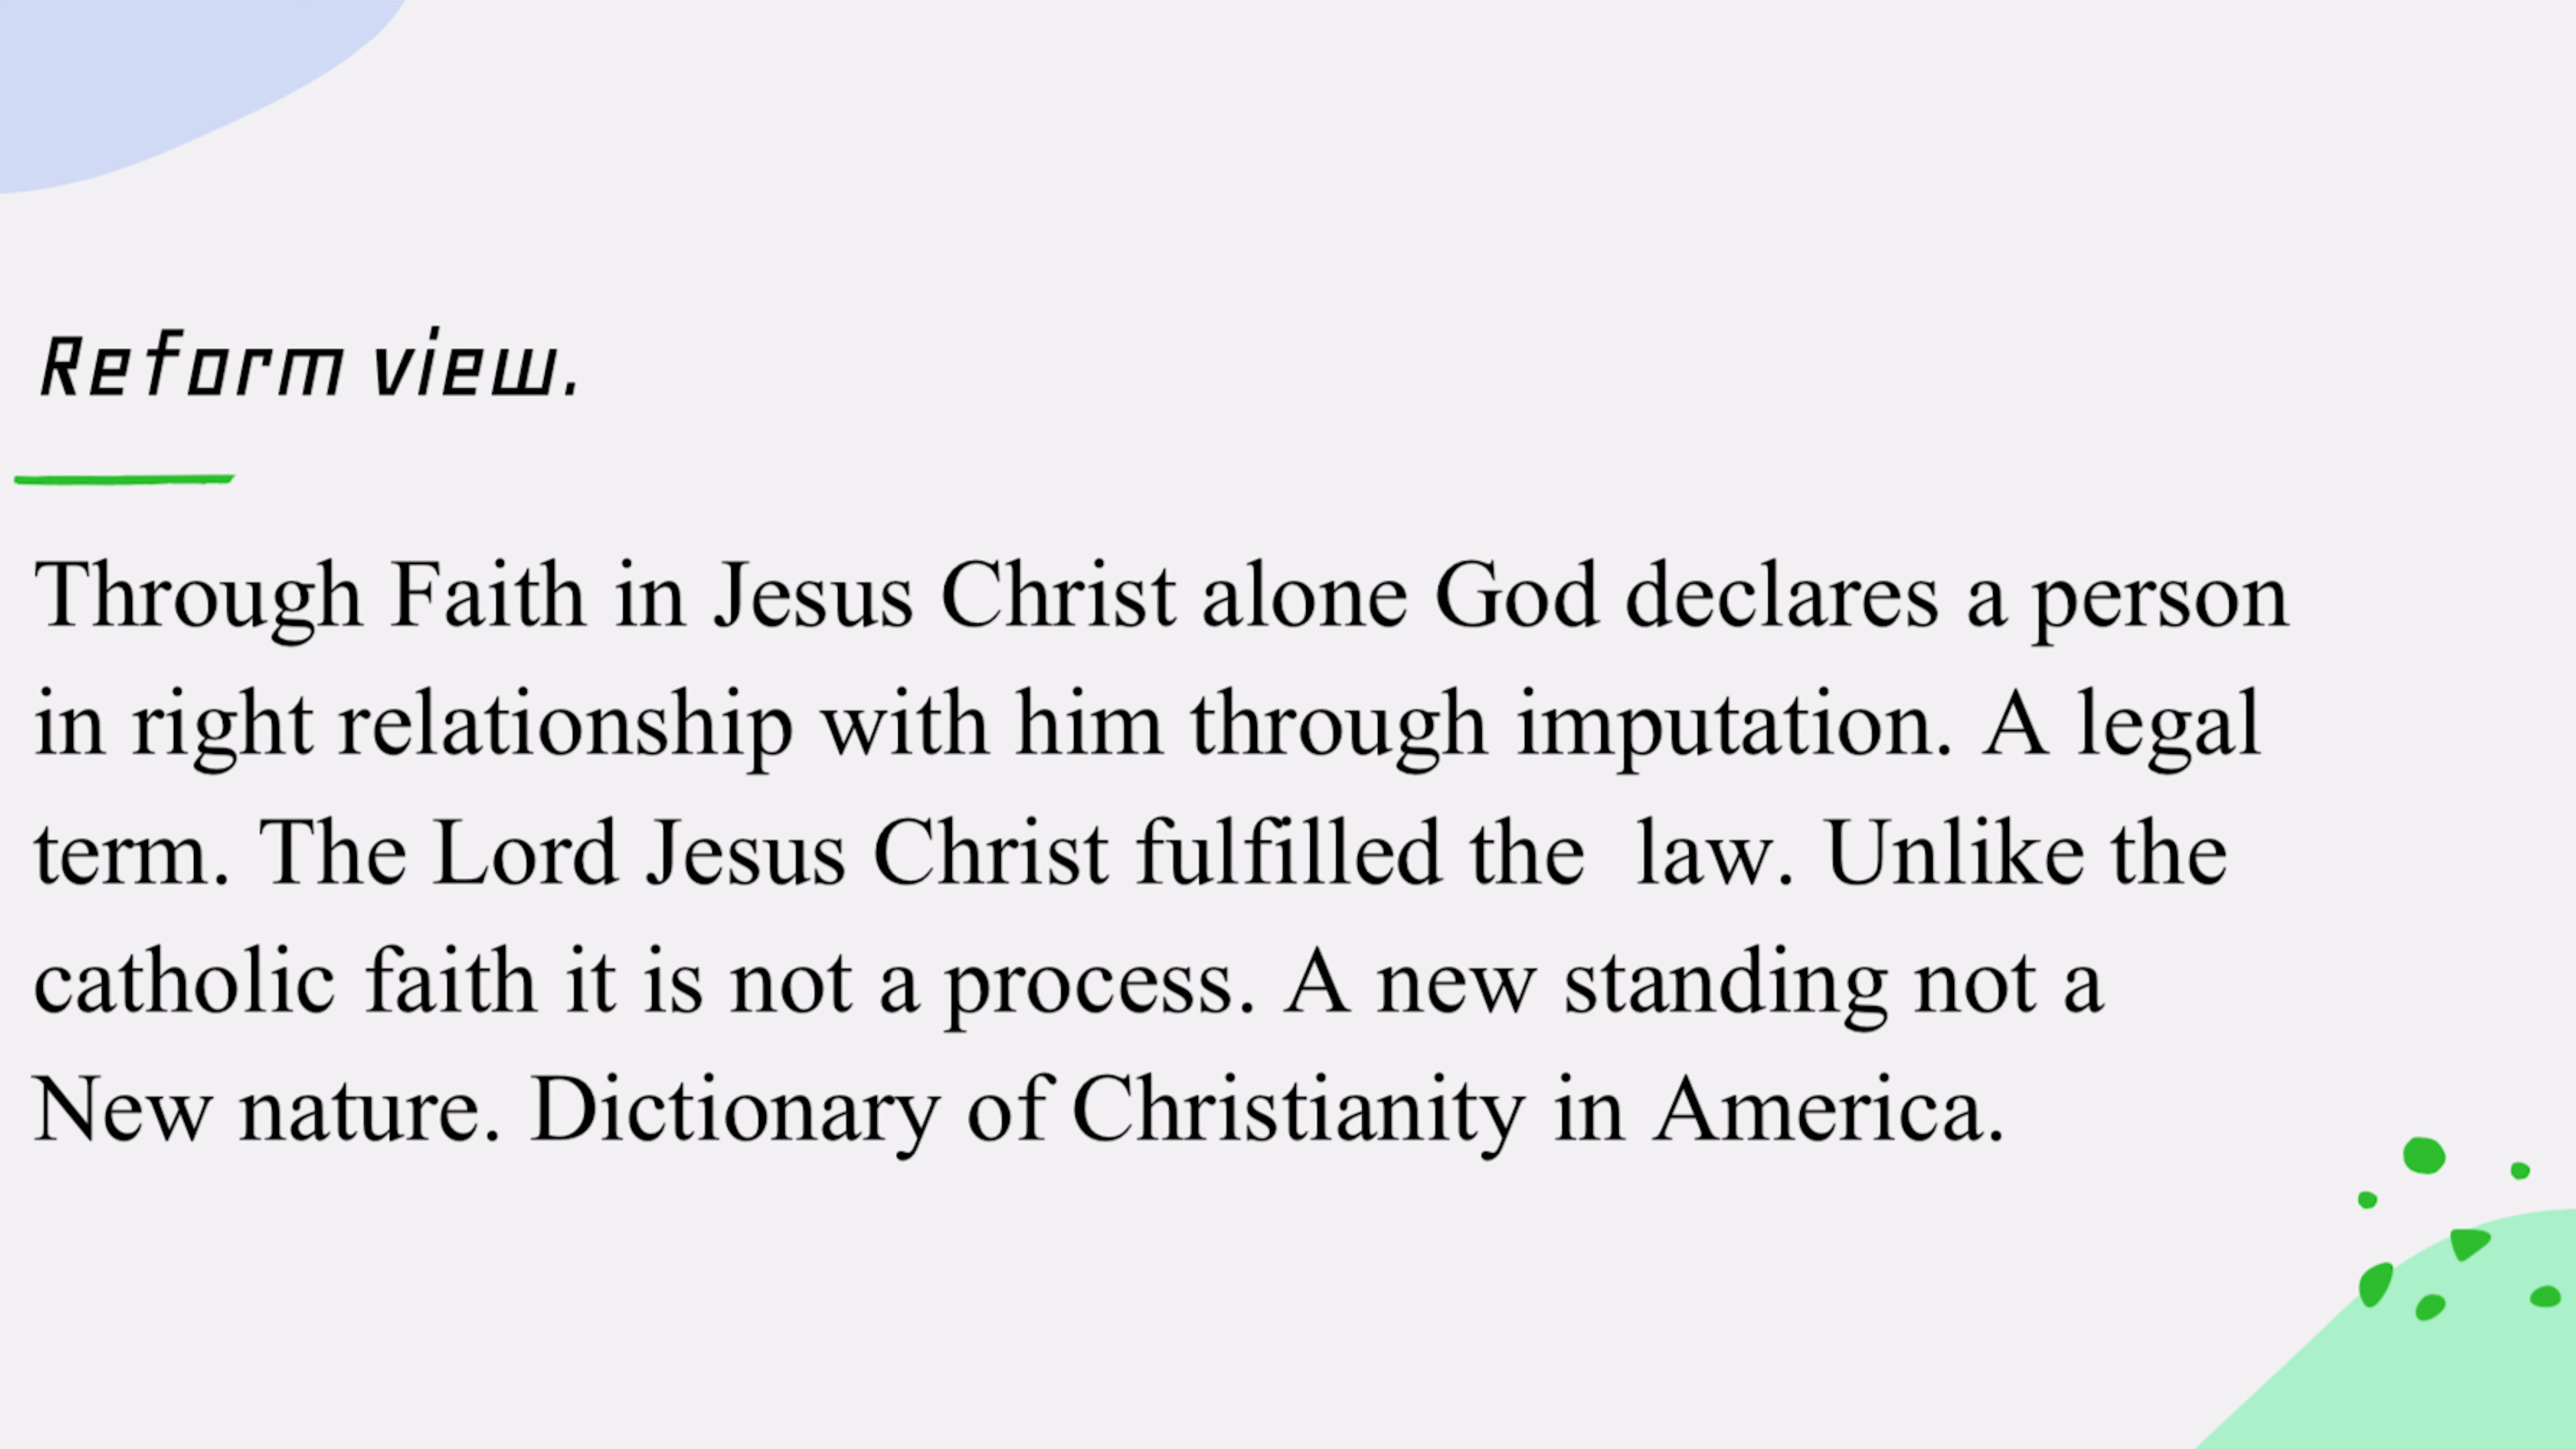 Reform view.
Through Faith in Jesus Christ alone God declares a person
in right relationship with him through imputation. A legal
term. The Lord Jesus Christ fulfilled the  law. Unlike the
catholic faith it is not a process. A new standing not a
New nature. Dictionary of Christianity in America.